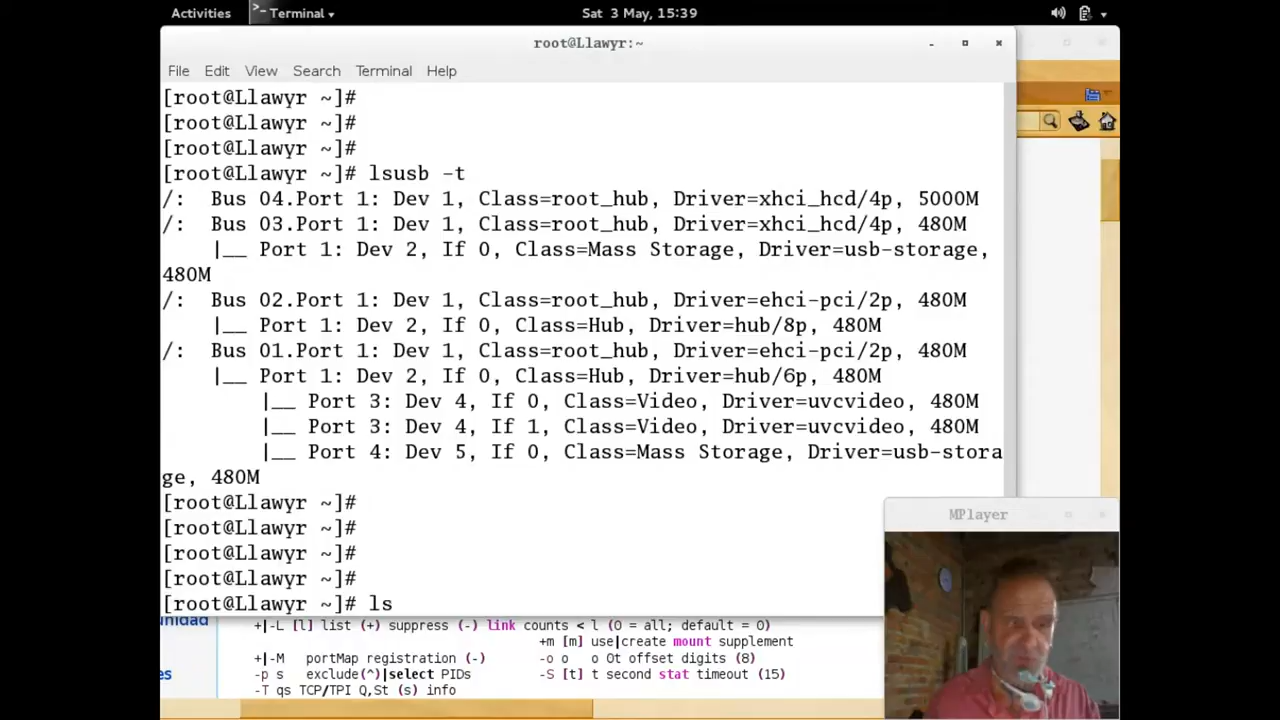 Activities
Terminal
Sat 3 May, 15:39
root@Llawyr:~
File Edit View Search Terminal Help
[root@Llawyr ~]#
[root@Llawyr ~]#
[root@Llawyr ~]#
[root@Llawyr ~]# lsusb -t
/:  Bus 04.Port 1: Dev 1, Class=root_hub, Driver=xhci_hcd/4p, 5000M
/:  Bus 03.Port 1: Dev 1, Class=root_hub, Driver=xhci_hcd/4p, 480M
    |__ Port 1: Dev 2, If 0, Class=Mass Storage, Driver=usb-storage,
480M
/:  Bus 02.Port 1: Dev 1, Class=root_hub, Driver=ehci-pci/2p, 480M
    |__ Port 1: Dev 2, If 0, Class=Hub, Driver=hub/8p, 480M
/:  Bus 01.Port 1: Dev 1, Class=root_hub, Driver=ehci-pci/2p, 480M
    |__ Port 1: Dev 2, If 0, Class=Hub, Driver=hub/6p, 480M
        |__ Port 3: Dev 4, If 0, Class=Video, Driver=uvcvideo, 480M
        |__ Port 3: Dev 4, If 1, Class=Video, Driver=uvcvideo, 480M
        |__ Port 4: Dev 5, If 0, Class=Mass Storage, Driver=usb-stora
ge, 480M
[root@Llawyr ~]#
[root@Llawyr ~]#
[root@Llawyr ~]#
[root@Llawyr ~]#
[root@Llawyr ~]# ls
MPlayer
unidad
es
+|-L [l] list (+) suppress (-) link counts < l (0 = all; default = 0)
+m [m] use|create mount supplement
+|-M   portMap registration (-)       -o o   o 0t offset digits (8)
-p s   exclude(^)|select PIDs         -S [t] t second stat timeout (15)
-T qs TCP/TPI Q,St (s) info